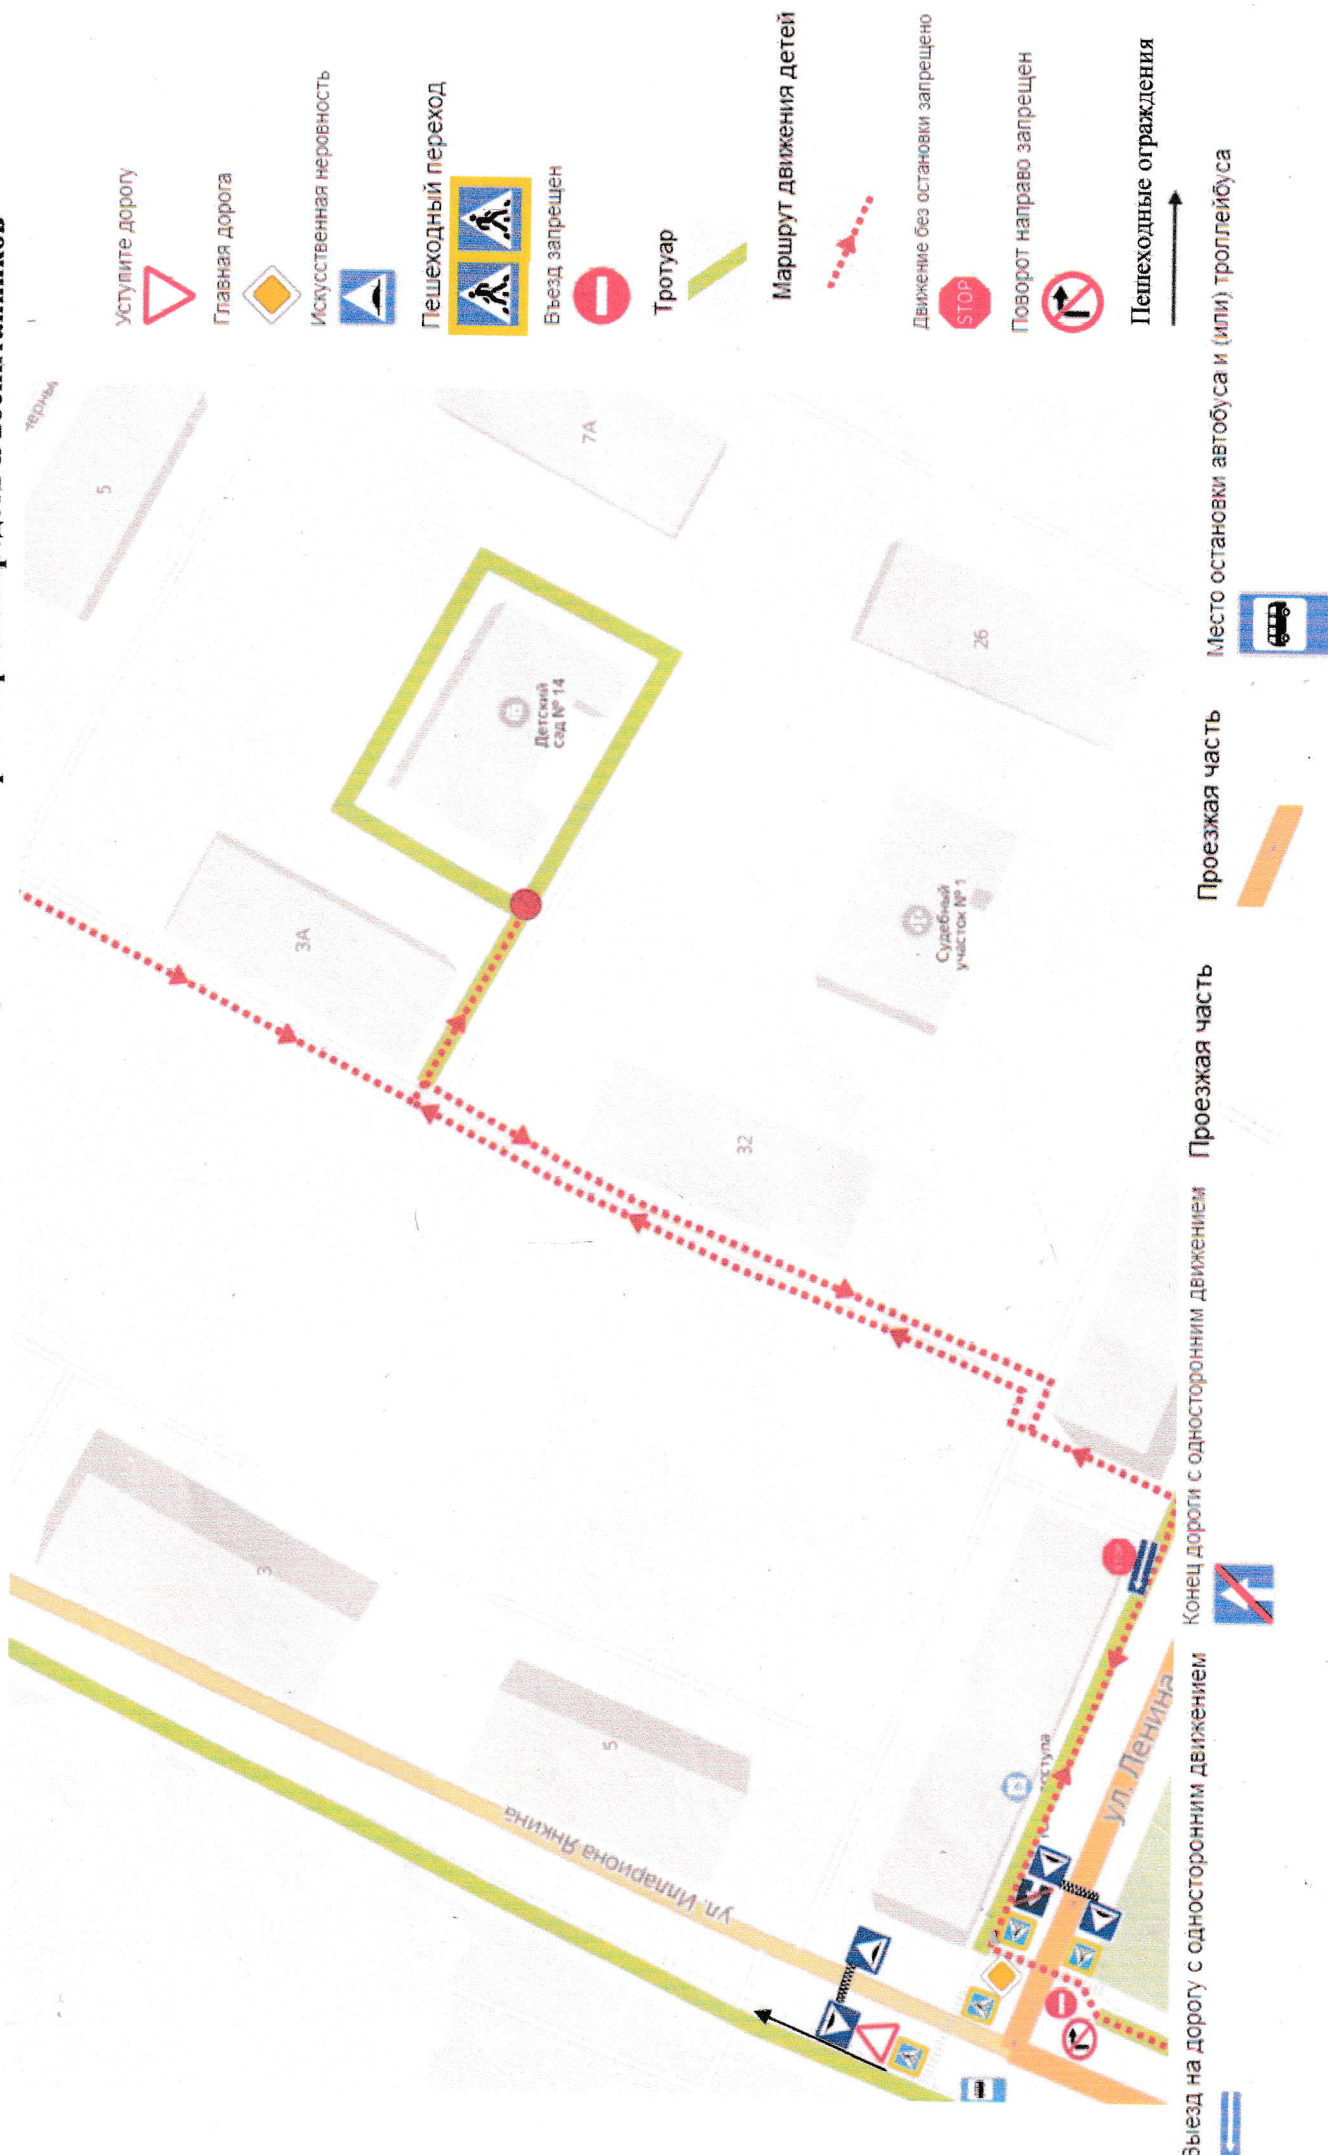 Уступите дорогу
Главная дорога
Искусственная неровность
Пешеходный переход
Въезд запрещен
Тротуар
Маршрут движения детей
Движение без остановки запрещено
STOP
Поворот направо запрещен
Пешеходные ограждения
Место остановки автобуса и (или) троллейбуса
Проезжая часть
Проезжая часть
Конец дороги с односторонним движением
Выезд на дорогу с односторонним движением
5
7А
3А
Детский
сад № 14
26
Судебный
участок № 1
32
3
5
ул. Иллариона Янкина
ул. Ленина